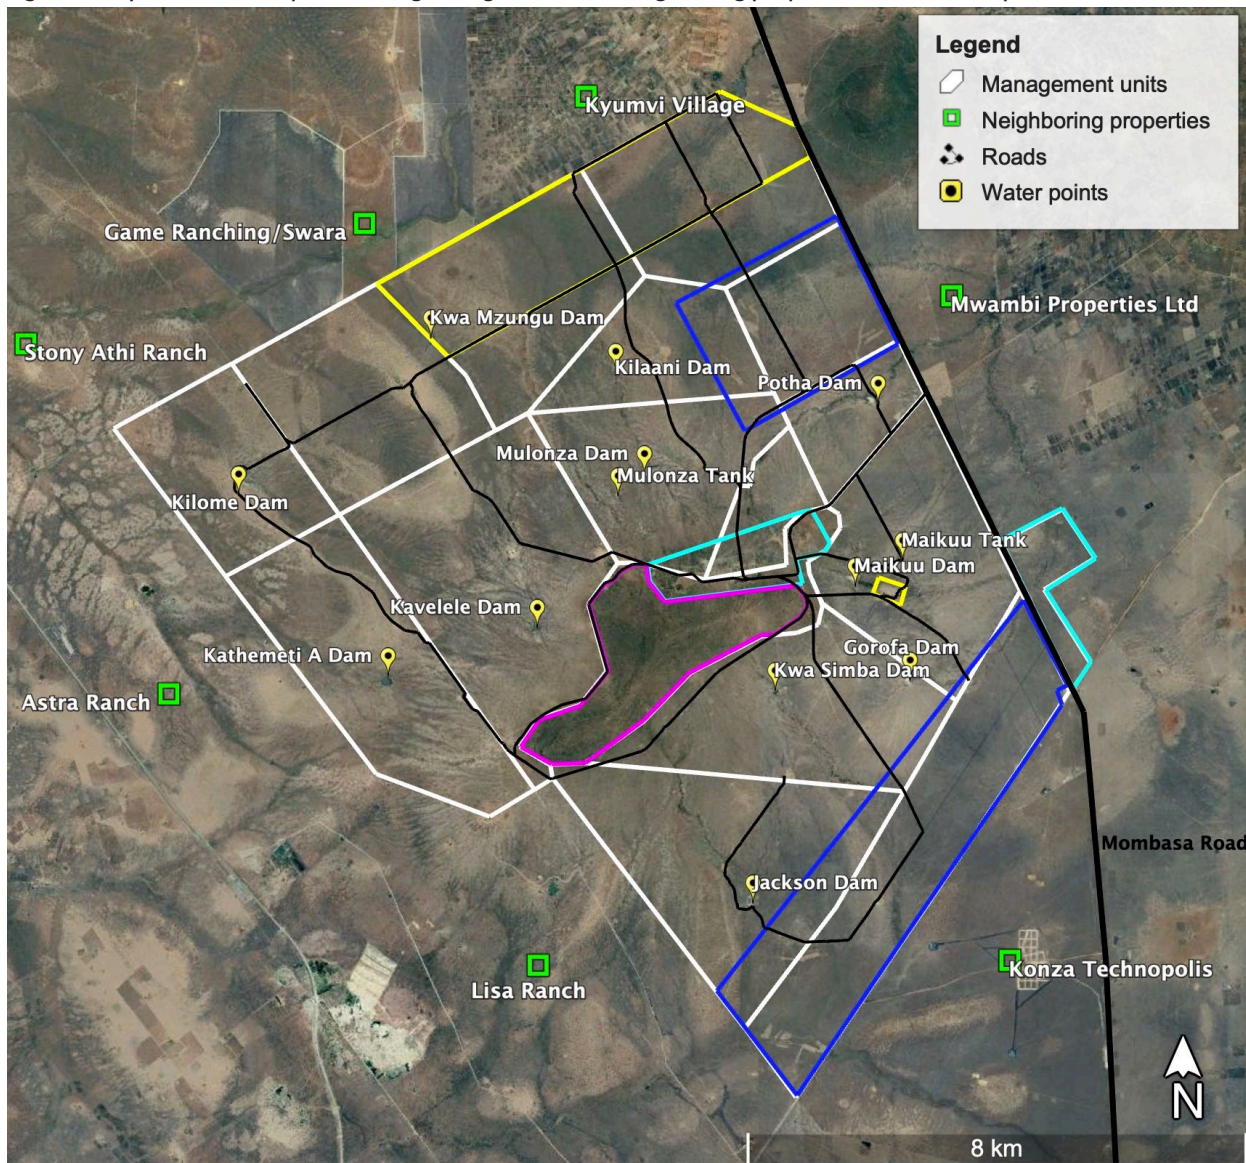 Legend
Management units
Neighboring properties
Roads
Water points
Kyumvi Village
Game Ranching/Swara
Mwambi Properties Ltd
Kwa Mzungu Dam
Stony Athi Ranch
Kilaani Dam
Potha Dam
Mulonza Dam
Mulonza Tank
Kilome Dam
Maikuu Tank
Maikuu Dam
Kavelele Dam
Gorofa Dam
Kathemeti A Dam
Kwa Simba Dam
Astra Ranch
Mombasa Road
Jackson Dam
Konza Technopolis
Lisa Ranch
N
8 km